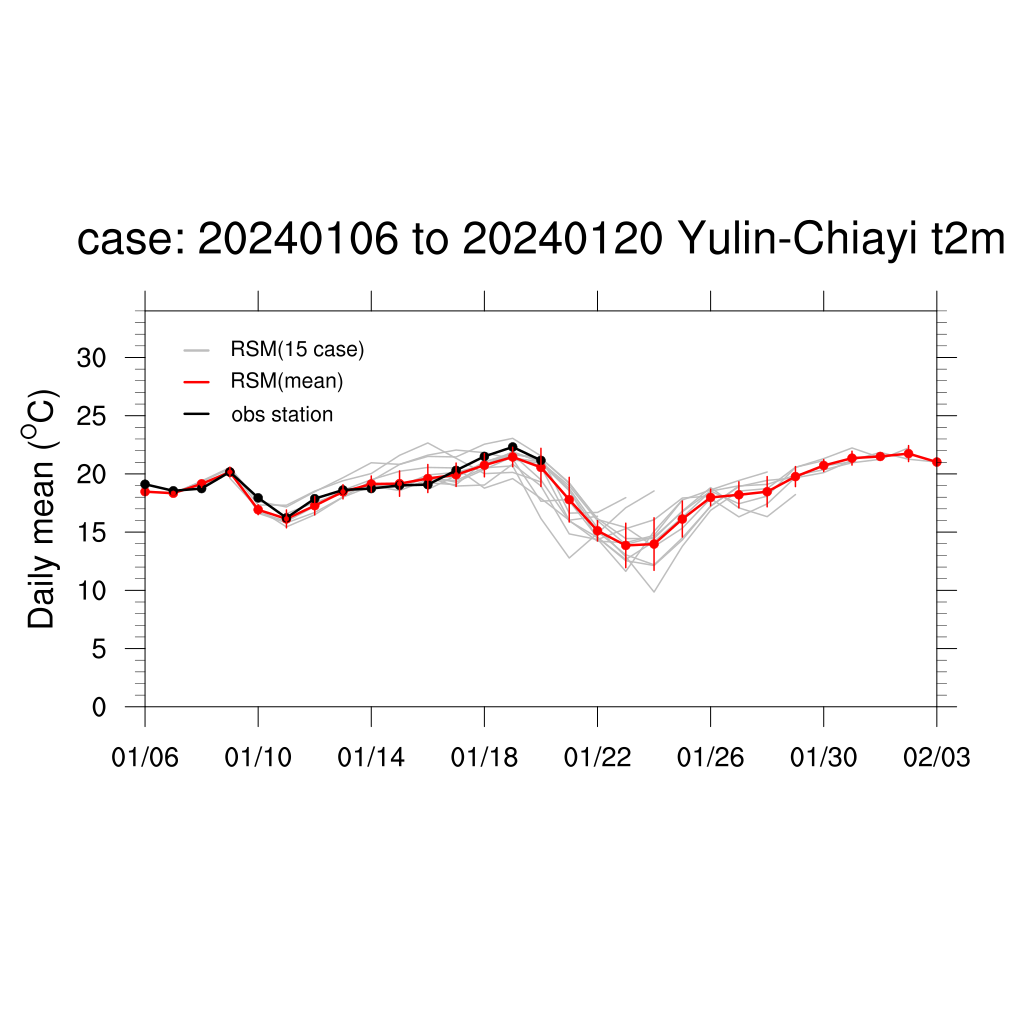 case: 20240106 to 20240120 Yulin-Chiayi t2m
RSM(15 case)
RSM(mean)
obs station
Daily mean (°C)
30
25
20
15
10
5
0
01/06 01/10 01/14 01/18 01/22 01/26 01/30 02/03